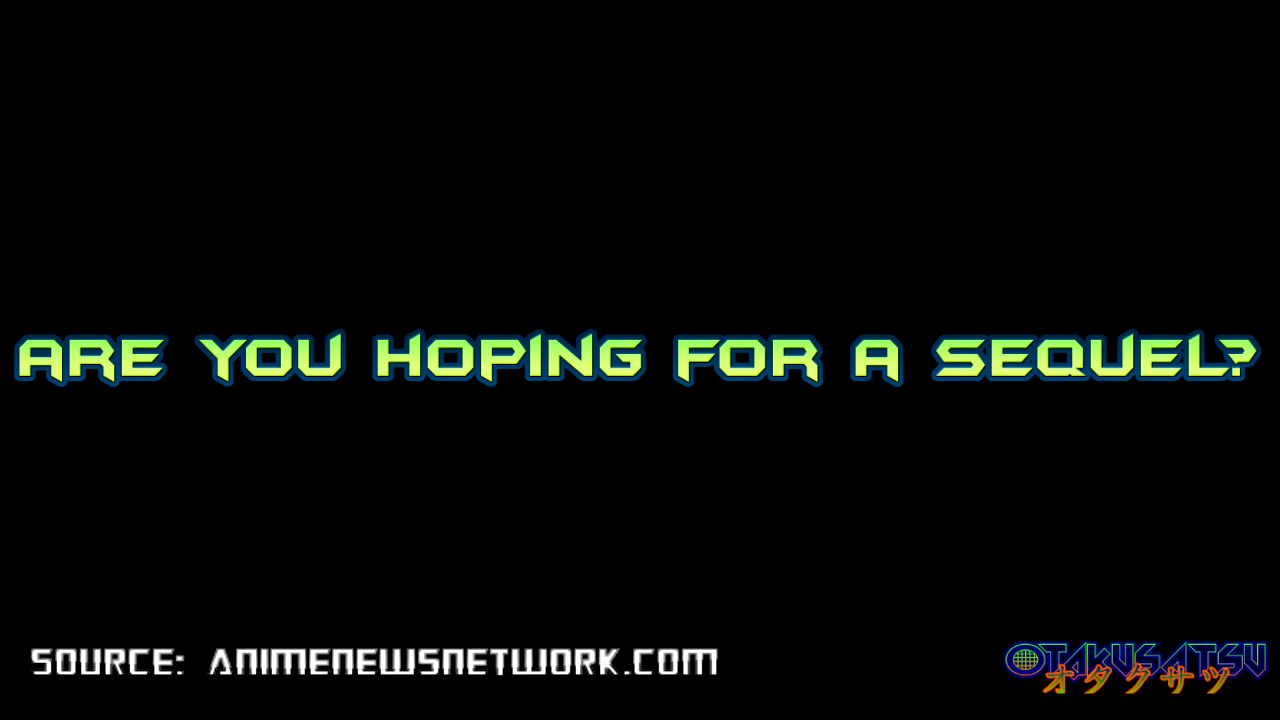 ARE YOU HOPING FOR A SEQUEL?
SOURCE: ANIMENEWSNETWORK.COM
OTAKUSATSU
オタクサツ